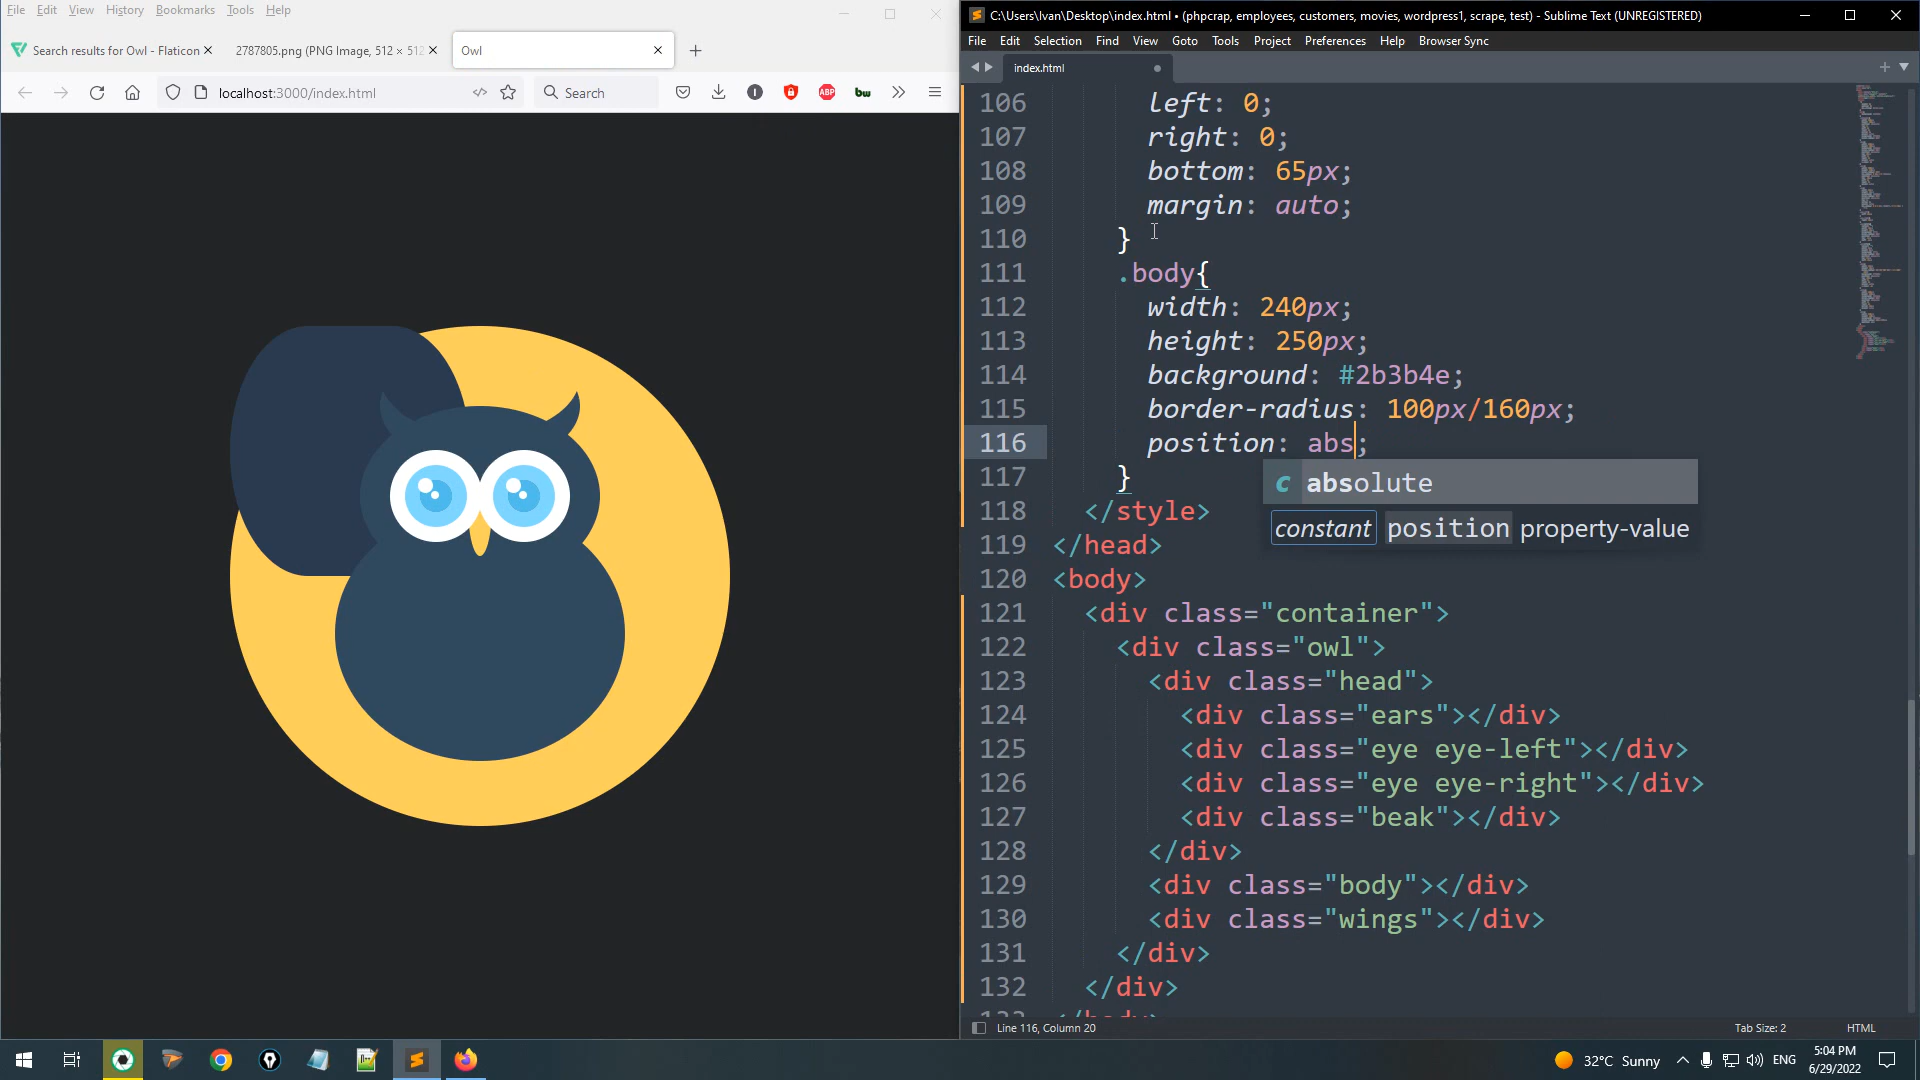 File Edit View History Bookmarks Tools Help
Search results for Owl - Flaticon
2787805.png (PNG Image, 512 × 512
Owl
localhost:3000/index.html
Search
ABP
bw
C:\Users\Ivan\Desktop\index.html • (phpcrap, employees, customers, movies, wordpress1, scrape, test) - Sublime Text (UNREGISTERED)
File Edit Selection Find View Goto Tools Project Preferences Help Browser Sync
index.html
106 left: 0;
107 right: 0;
108 bottom: 65px;
109 margin: auto;
110 }
111 .body{
112 width: 240px;
113 height: 250px;
114 background: #2b3b4e;
115 border-radius: 100px/160px;
116 position: abs;
117 }
c absolute
constant position property-value
118 </style>
119 </head>
120 <body>
121 <div class="container">
122 <div class="owl">
123 <div class="head">
124 <div class="ears"></div>
125 <div class="eye eye-left"></div>
126 <div class="eye eye-right"></div>
127 <div class="beak"></div>
128 </div>
129 <div class="body"></div>
130 <div class="wings"></div>
131 </div>
132 </div>
Line 116, Column 20
Tab Size: 2
HTML
32°C Sunny
ENG
5:04 PM
6/29/2022